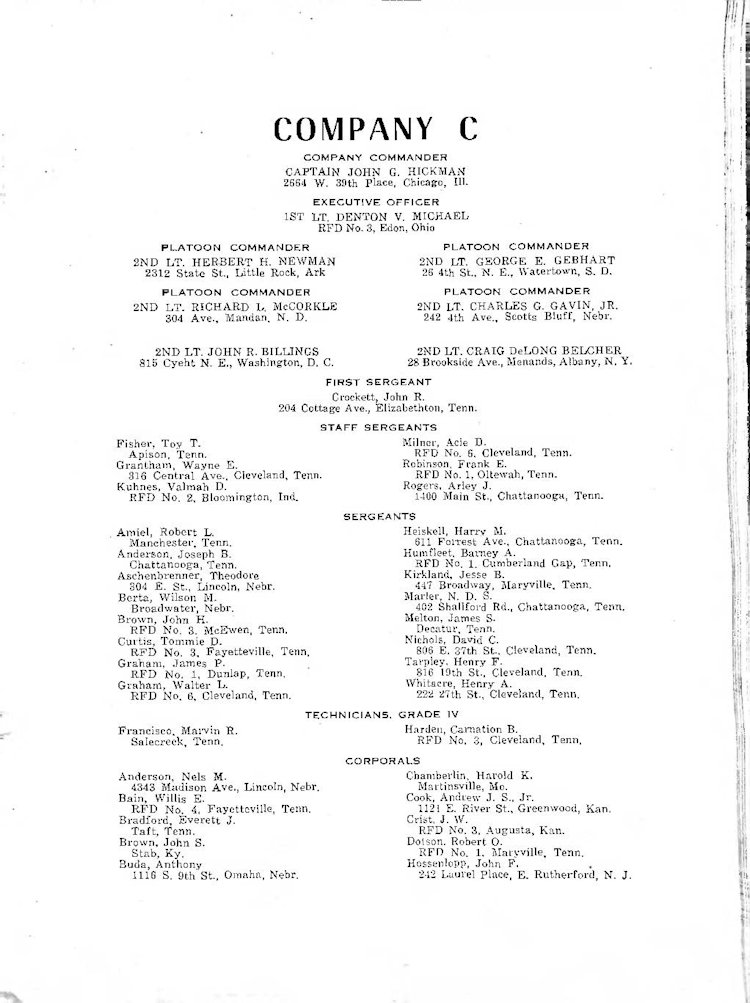 COMPANY C
COMPANY COMMANDER
CAPTAIN JOHN G. HICKMAN
2664 W. 39th Place, Chicago, Ill.
EXECUTIVE OFFICER
1ST LT. DENTON V. MICHAEL
RFD No. 3, Edon, Ohio
PLATOON COMMANDER
2ND LT. HERBERT H. NEWMAN
2312 State St., Little Rock, Ark
PLATOON COMMANDER
2ND LT. GEORGE E. GEBHART
26 4th St., N. E., Watertown, S. D.
PLATOON COMMANDER
2ND LT. RICHARD L. McCORKLE
304 Ave., Mandan, N. D.
PLATOON COMMANDER
2ND LT. CHARLES G. GAVIN, JR.
242 4th Ave., Scotts Bluff, Nebr.
2ND LT. JOHN R. BILLINGS
815 Cyeht N. E., Washington, D. C.
2ND LT. CRAIG DeLONG BELCHER
28 Brookside Ave., Menands, Albany, N. Y.
FIRST SERGEANT
Crockett, John R.
204 Cottage Ave., Elizabethton, Tenn.
STAFF SERGEANTS
Fisher, Toy T.
Apison, Tenn.
Grantham, Wayne E.
316 Central Ave., Cleveland, Tenn.
Kuhnes, Valmah D.
RFD No. 2, Bloomington, Ind.
Milner, Acie D.
RFD No. 6, Cleveland, Tenn.
Robinson, Frank E.
RFD No. 1, Oltewah, Tenn.
Rogers, Arley J.
1400 Main St., Chattanooga, Tenn.
SERGEANTS
Amiel, Robert L.
Manchester, Tenn.
Anderson, Joseph B.
Chattanooga, Tenn.
Aschenbrenner, Theodore
304 E. St., Lincoln, Nebr.
Berta, Wilson M.
Broadwater, Nebr.
Brown, John H.
RFD No. 3, McEwen, Tenn.
Curtis, Tommie D.
RFD No. 3, Fayetteville, Tenn,
Graham, James P.
RFD No. 1, Dunlap, Tenn.
Graham, Walter L.
RFD No. 6, Cleveland, Tenn.
Heiskell, Harry M.
611 Forrest Ave., Chattanooga, Tenn.
Humfleet, Barney A.
RFD No. 1, Cumberland Gap, Tenn.
Kirkland, Jesse B.
447 Broadway, Maryville, Tenn.
Marler, N. D. S.
402 Shallford Rd., Chattanooga, Tenn.
Melton, James S.
Decatur, Tenn.
Nichols, David C.
806 E. 37th St., Cleveland, Tenn.
Tarpley, Henry F.
816 19th St., Cleveland, Tenn.
Whitacre, Henry A.
222 27th St., Cleveland, Tenn.
TECHNICIANS, GRADE IV
Francisco, Marvin R.
Salecreek, Tenn.
Harden, Carnation B.
RFD No. 3, Cleveland, Tenn,
CORPORALS
Anderson, Nels M.
4343 Madison Ave., Lincoln, Nebr.
Bain, Willis E.
RFD No. 4, Fayetteville, Tenn.
Bradford, Everett J.
Taft, Tenn.
Brown, John S.
Stab, Ky.
Buda, Anthony
1116 S. 9th St., Omaha, Nebr.
Chamberlin, Harold K.
Martinsville, Mo.
Cook, Andrew J. S., Jr.
1121 E. River St., Greenwood, Kan.
Crist, J. W.
RFD No. 3, Augusta, Kan.
Dotson, Robert O.
RFD No. 1, Maryville, Tenn.
Hossenlopp, John F.
242 Laurel Place, E. Rutherford, N. J.